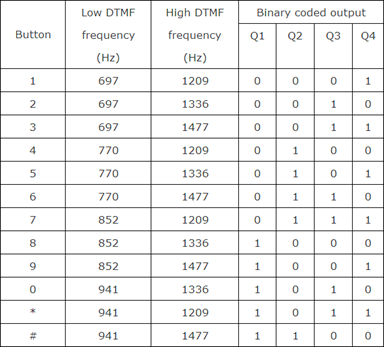 Button Low DTMF frequency (Hz) High DTMF frequency (Hz) Binary coded output
Q1 Q2 Q3 Q4
1 697 1209 0 0 0 1
2 697 1336 0 0 1 0
3 697 1477 0 0 1 1
4 770 1209 0 1 0 0
5 770 1336 0 1 0 1
6 770 1477 0 1 1 0
7 852 1209 0 1 1 1
8 852 1336 1 0 0 0
9 852 1477 1 0 0 1
0 941 1336 1 0 1 0
* 941 1209 1 0 1 1
# 941 1477 1 1 0 0